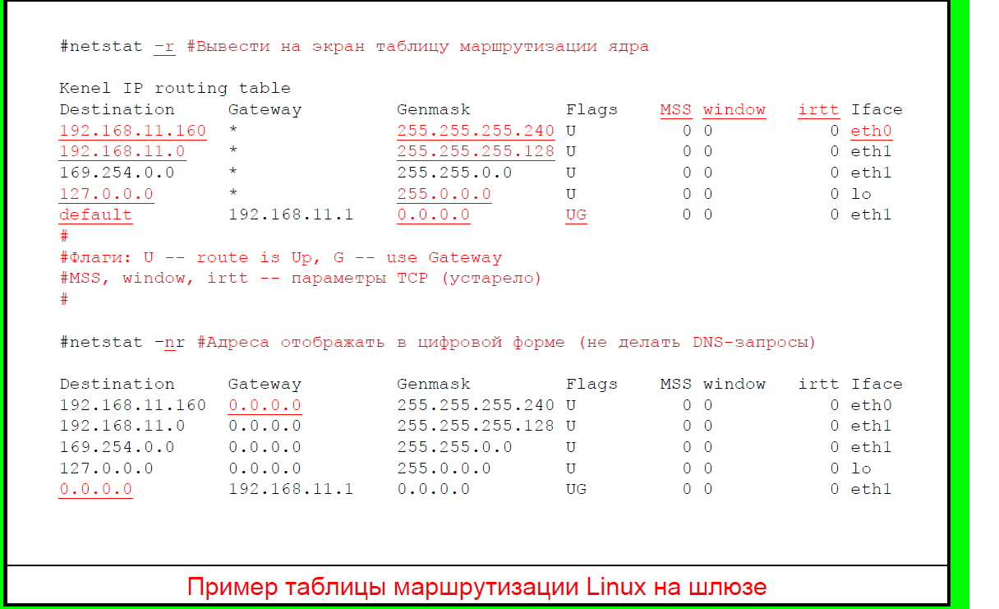 #netstat -r #Вывести на экран таблицу маршрутизации ядра
Kenel IP routing table
Destination Gateway Genmask Flags MSS window irtt Iface
192.168.11.160 * 255.255.255.240 U 0 0 0 eth0
192.168.11.0 * 255.255.255.128 U 0 0 0 eth1
169.254.0.0 * 255.255.0.0 U 0 0 0 eth1
127.0.0.0 * 255.0.0.0 U 0 0 0 lo
default 192.168.11.1 0.0.0.0 UG 0 0 0 eth1
#
#Флаги: U -- route is Up, G -- use Gateway
#MSS, window, irtt -- параметры TCP (устарело)
#
#netstat -nr #Адреса отображать в цифровой форме (не делать DNS-запросы)
Destination Gateway Genmask Flags MSS window irtt Iface
192.168.11.160 0.0.0.0 255.255.255.240 U 0 0 0 eth0
192.168.11.0 0.0.0.0 255.255.255.128 U 0 0 0 eth1
169.254.0.0 0.0.0.0 255.255.0.0 U 0 0 0 eth1
127.0.0.0 0.0.0.0 255.0.0.0 U 0 0 0 lo
0.0.0.0 192.168.11.1 0.0.0.0 UG 0 0 0 eth1
Пример таблицы маршрутизации Linux на шлюзе